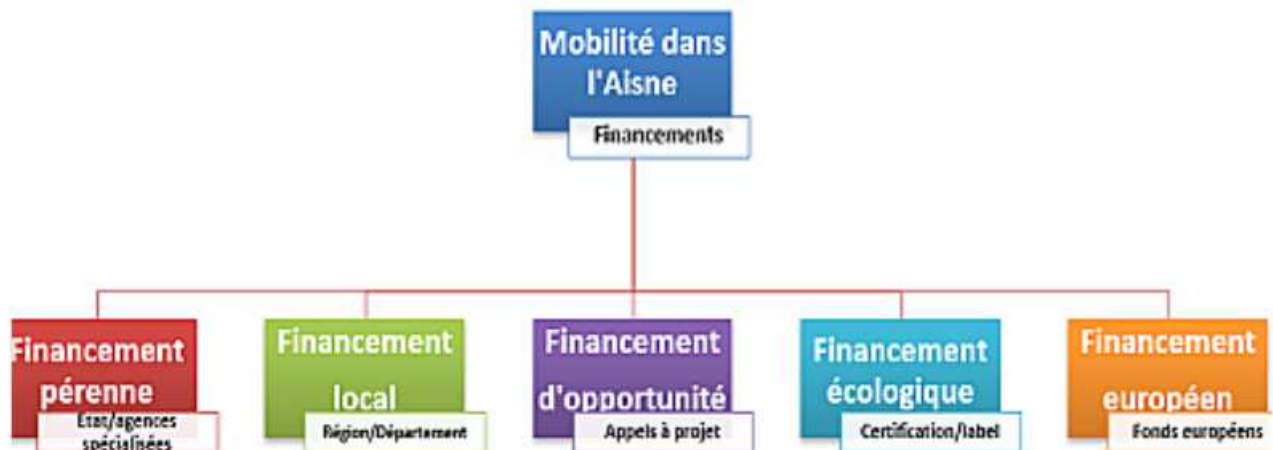 Mobilité dans
l'Aisne
Financements
Financement
pérenne
Etat/agences
spécialisées
Financement
local
Région/Département
Financement
d'opportunité
Appels à projet
Financement
écologique
Certification/label
Financement
européen
Fonds européens